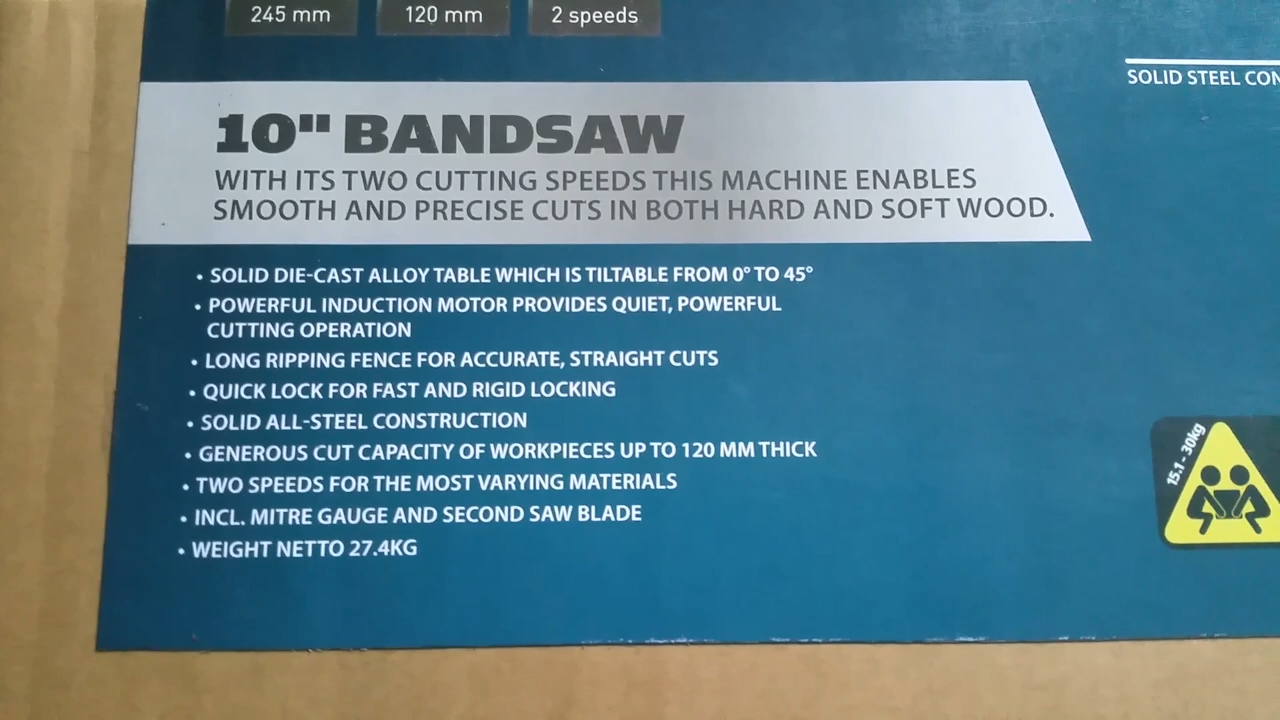 245 mm 120 mm 2 speeds
SOLID STEEL
10" BANDSAW
WITH ITS TWO CUTTING SPEEDS THIS MACHINE ENABLES
SMOOTH AND PRECISE CUTS IN BOTH HARD AND SOFT WOOD.
• SOLID DIE-CAST ALLOY TABLE WHICH IS TILTABLE FROM 0° TO 45°
• POWERFUL INDUCTION MOTOR PROVIDES QUIET, POWERFUL
CUTTING OPERATION
• LONG RIPPING FENCE FOR ACCURATE, STRAIGHT CUTS
• QUICK LOCK FOR FAST AND RIGID LOCKING
• SOLID ALL-STEEL CONSTRUCTION
• GENEROUS CUT CAPACITY OF WORKPIECES UP TO 120 MM THICK
• TWO SPEEDS FOR THE MOST VARYING MATERIALS
• INCL. MITRE GAUGE AND SECOND SAW BLADE
• WEIGHT NETTO 27.4KG
15.1 - 30kg